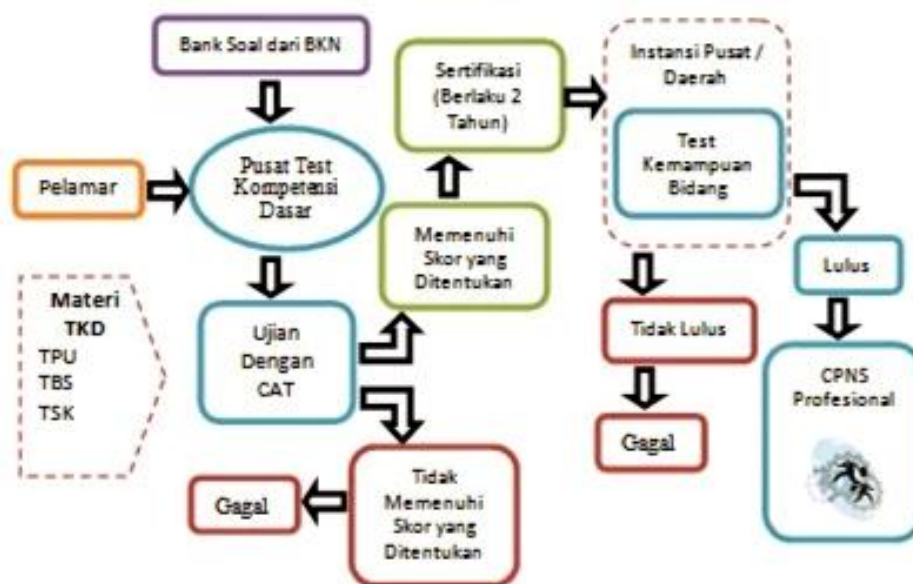 Bank Soal dari BKN
Pelamar
Pusat Test
Kompetensi
Dasar
Materi
TKD
TPU
TBS
TSK
Ujian
Dengan
CAT
Tidak
Memenuhi
Skor yang
Ditentukan
Gagal
Memenuhi
Skor yang
Ditentukan
Sertifikasi
(Berlaku 2
Tahun)
Instansi Pusat /
Daerah
Test
Kemampuan
Bidang
Tidak Lulus
Gagal
Lulus
CPNS
Profesional